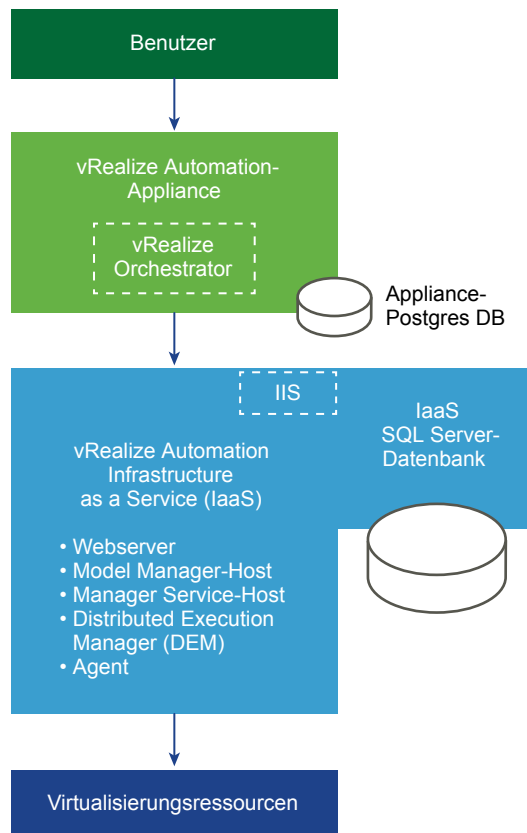 Benutzer
vRealize Automation-
Appliance
vRealize
Orchestrator
Appliance-
Postgres DB
IIS
IaaS
SQL Server-
Datenbank
vRealize Automation
Infrastructure
as a Service (IaaS)
• Webserver
• Model Manager-Host
• Manager Service-Host
• Distributed Execution
Manager (DEM)
• Agent
Virtualisierungsressourcen